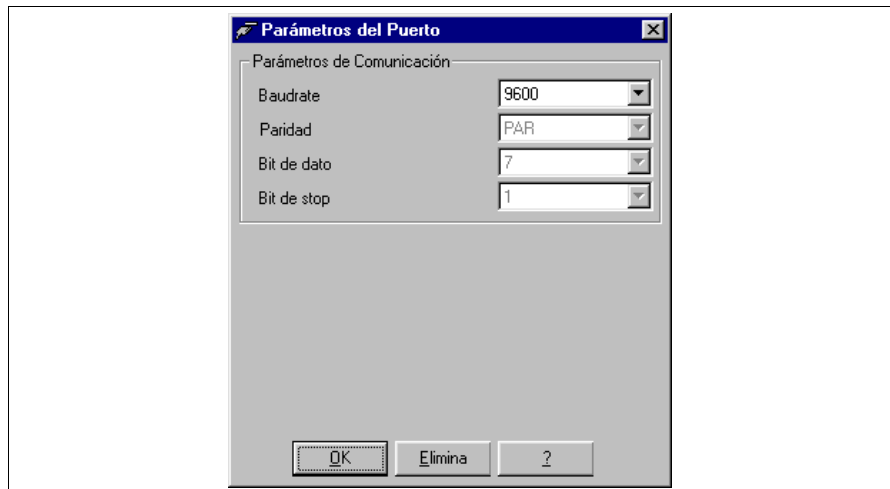 Parámetros del Puerto
Parámetros de Comunicación
Baudrate 9600
Paridad PAR
Bit de dato 7
Bit de stop 1
OK Elimina ?